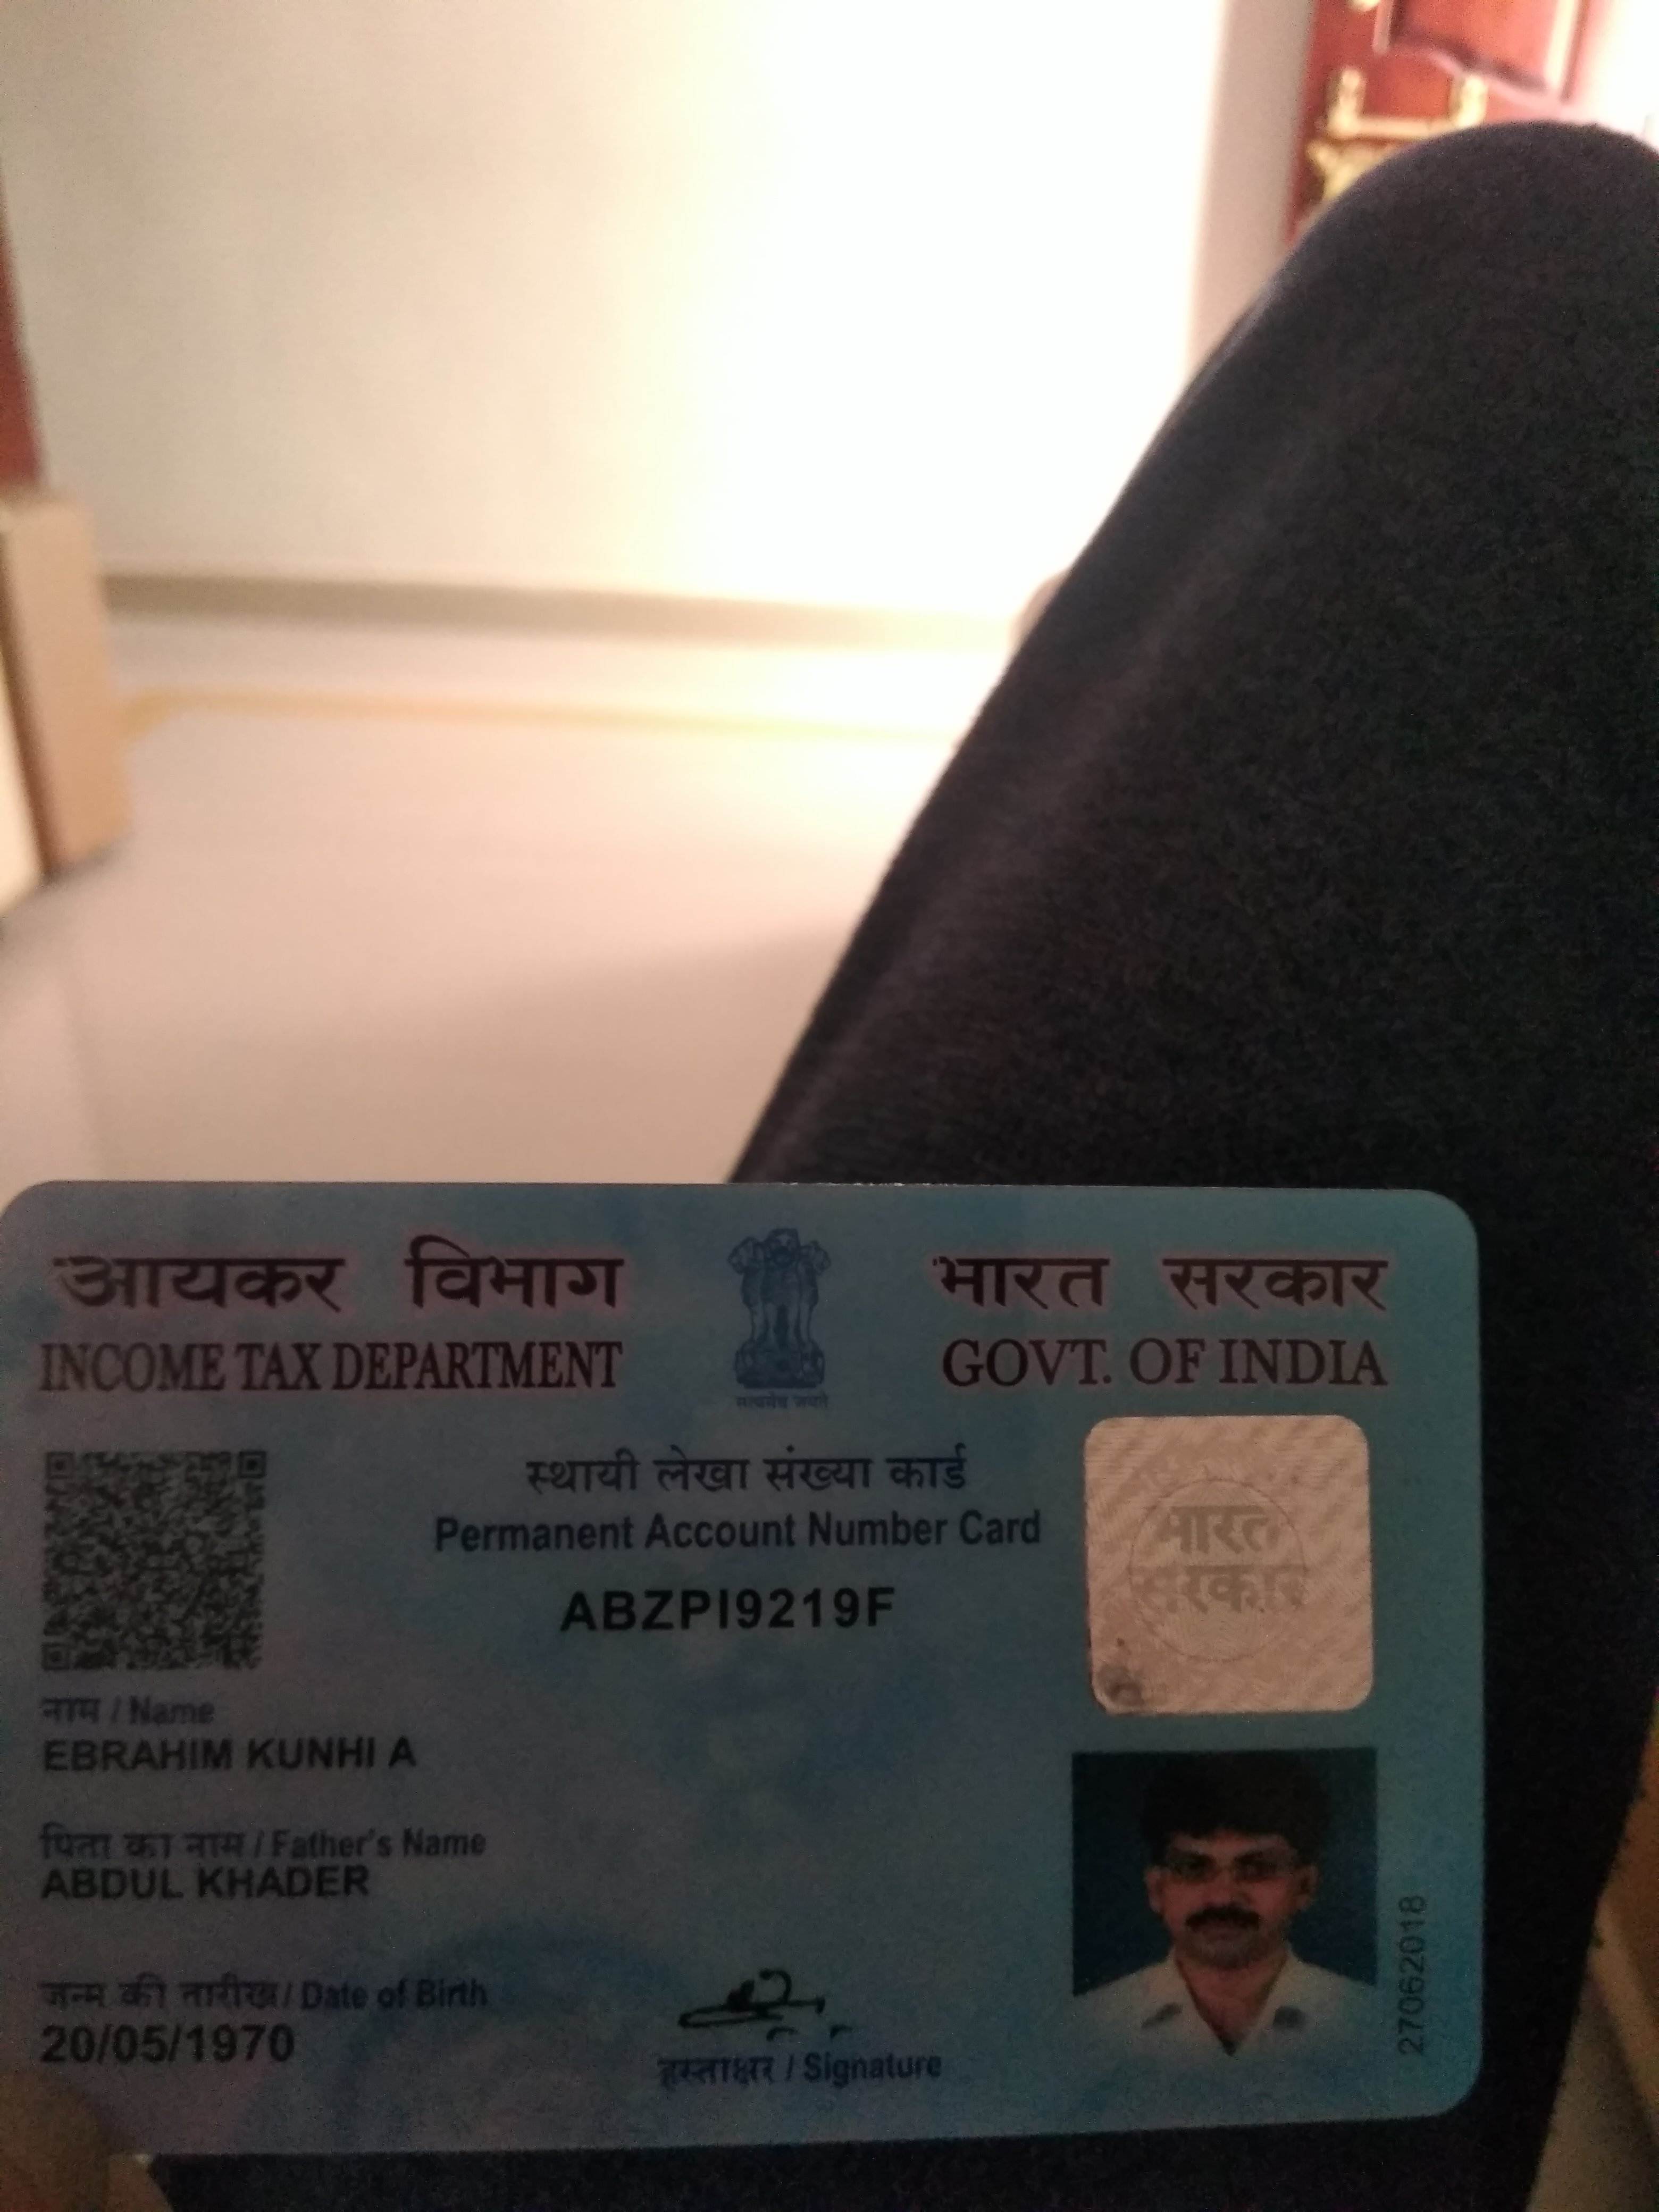 आयकर विभाग
INCOME TAX DEPARTMENT
सत्यमेव जयते
भारत सरकार
GOVT. OF INDIA
स्थायी लेखा संख्या कार्ड
Permanent Account Number Card
ABZPI9219F
भारत
सरकार
नाम / Name
EBRAHIM KUNHI A
पिता का नाम / Father's Name
ABDUL KHADER
जन्म की तारीख / Date of Birth
20/05/1970
हस्ताक्षर / Signature
27062018